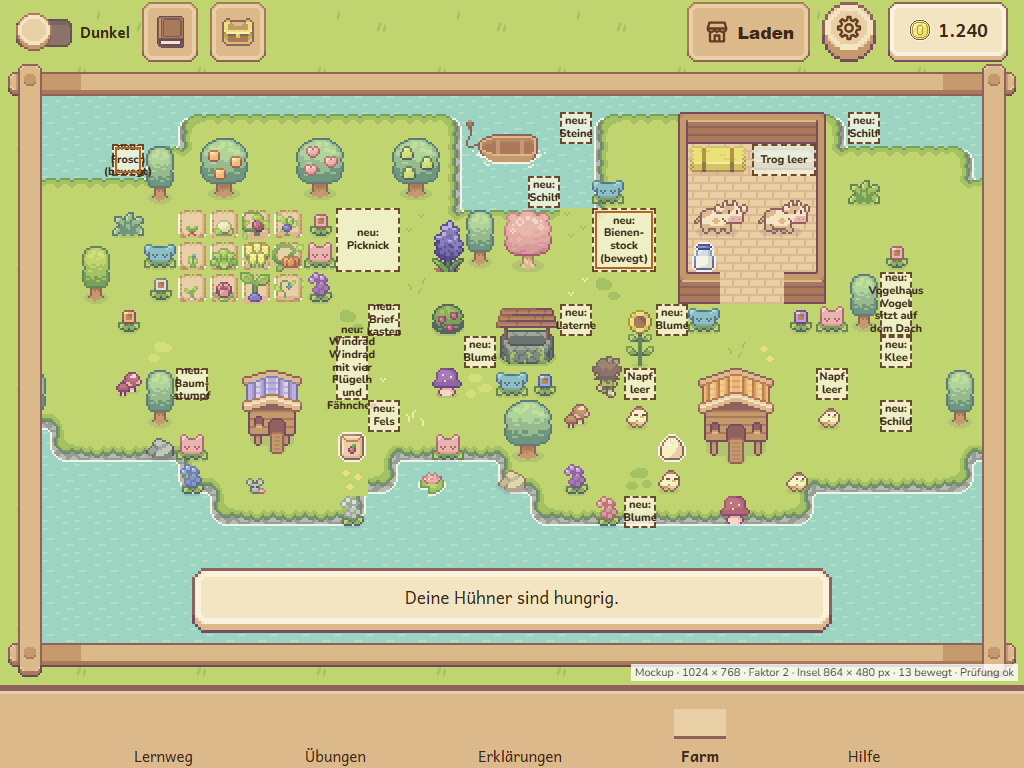 Dunkel
Laden
1.240
neu:
Steine
neu:
Schilf
Trog leer
neu:
Frosch
(bewegt)
neu:
Schilf
neu:
Picknick
neu:
Bienen-
stock
(bewegt)
neu:
Vogelhaus
Vogel
sitzt auf
dem Dach
neu:
Brief-
kasten
neu:
Laterne
neu:
Blume
neu:
Windrad
Windrad
mit vier
Flügeln
und
Fähnchen
neu:
Blume
neu:
Klee
neu:
Baum-
stumpf
Napf
leer
Napf
leer
neu:
Fels
neu:
Schild
neu:
Blume
Deine Hühner sind hungrig.
Mockup · 1024 × 768 · Faktor 2 · Insel 864 × 480 px · 13 bewegt · Prüfung ok
Lernweg
Übungen
Erklärungen
Farm
Hilfe